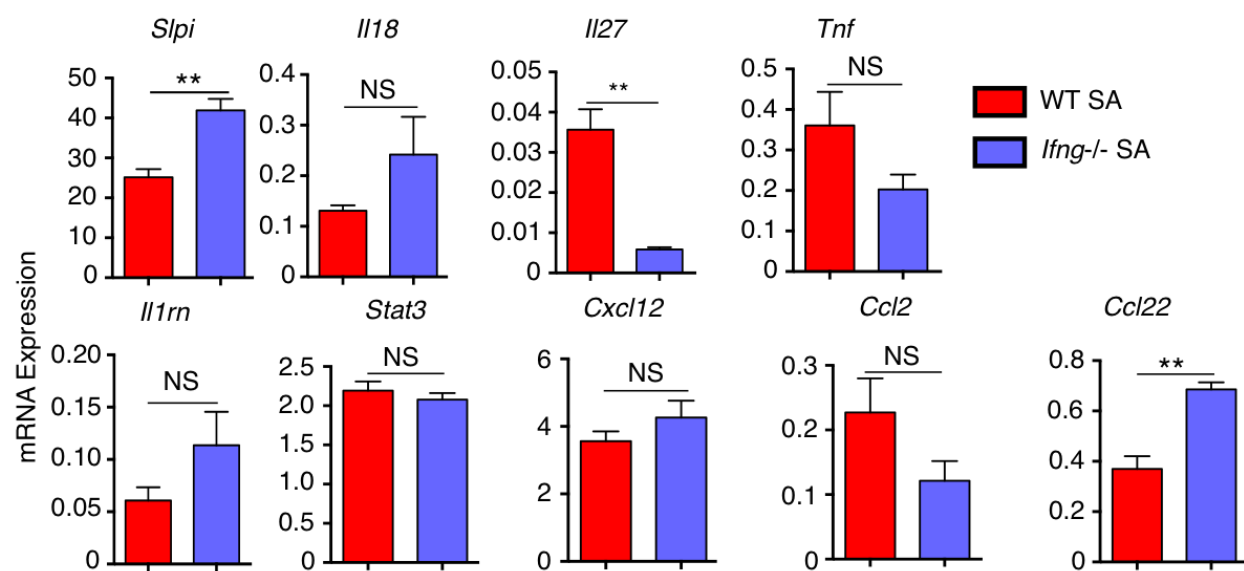 Slpi
Il18
Il27
Tnf
50
40
30
20
10
0
**
0.4
0.3
0.2
0.1
0
NS
0.05
0.04
0.03
0.02
0.01
0
**
0.5
0.4
0.3
0.2
0.1
0
NS
WT SA
Ifng-/- SA
mRNA Expression
Il1rn
Stat3
Cxcl12
Ccl2
Ccl22
0.20
0.15
0.10
0.05
0
NS
2.5
2.0
1.5
1.0
0.5
0
NS
6
4
2
0
NS
0.3
0.2
0.1
0
NS
0.8
0.6
0.4
0.2
0
**